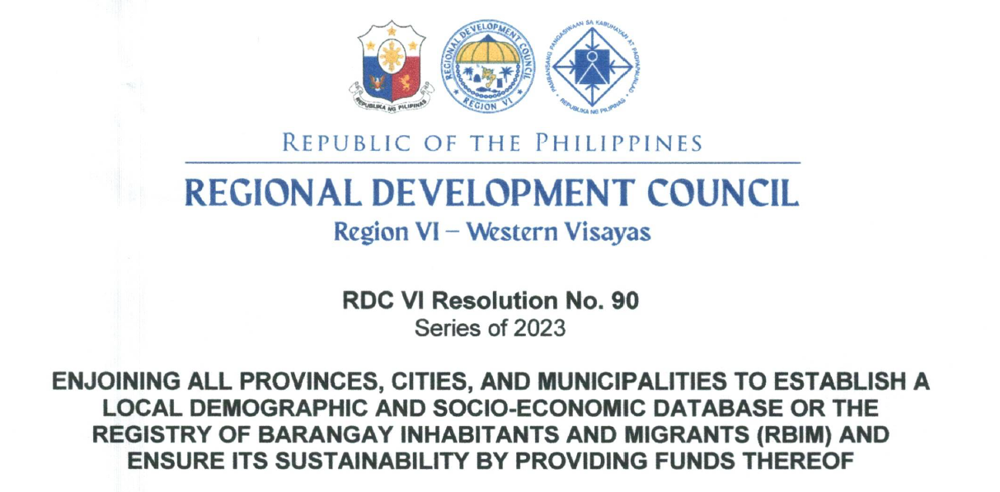 REPUBLIKA NG PILIPINAS
REGIONAL DEVELOPMENT COUNCIL
REGION VI
PAMBANSANG PANGASIWAAN SA KABUHAYAN AT PAGPAPAUNLAD
REPUBLIKA NG PILIPINAS
REPUBLIC OF THE PHILIPPINES
REGIONAL DEVELOPMENT COUNCIL
Region VI – Western Visayas
RDC VI Resolution No. 90
Series of 2023
ENJOINING ALL PROVINCES, CITIES, AND MUNICIPALITIES TO ESTABLISH A
LOCAL DEMOGRAPHIC AND SOCIO-ECONOMIC DATABASE OR THE
REGISTRY OF BARANGAY INHABITANTS AND MIGRANTS (RBIM) AND
ENSURE ITS SUSTAINABILITY BY PROVIDING FUNDS THEREOF